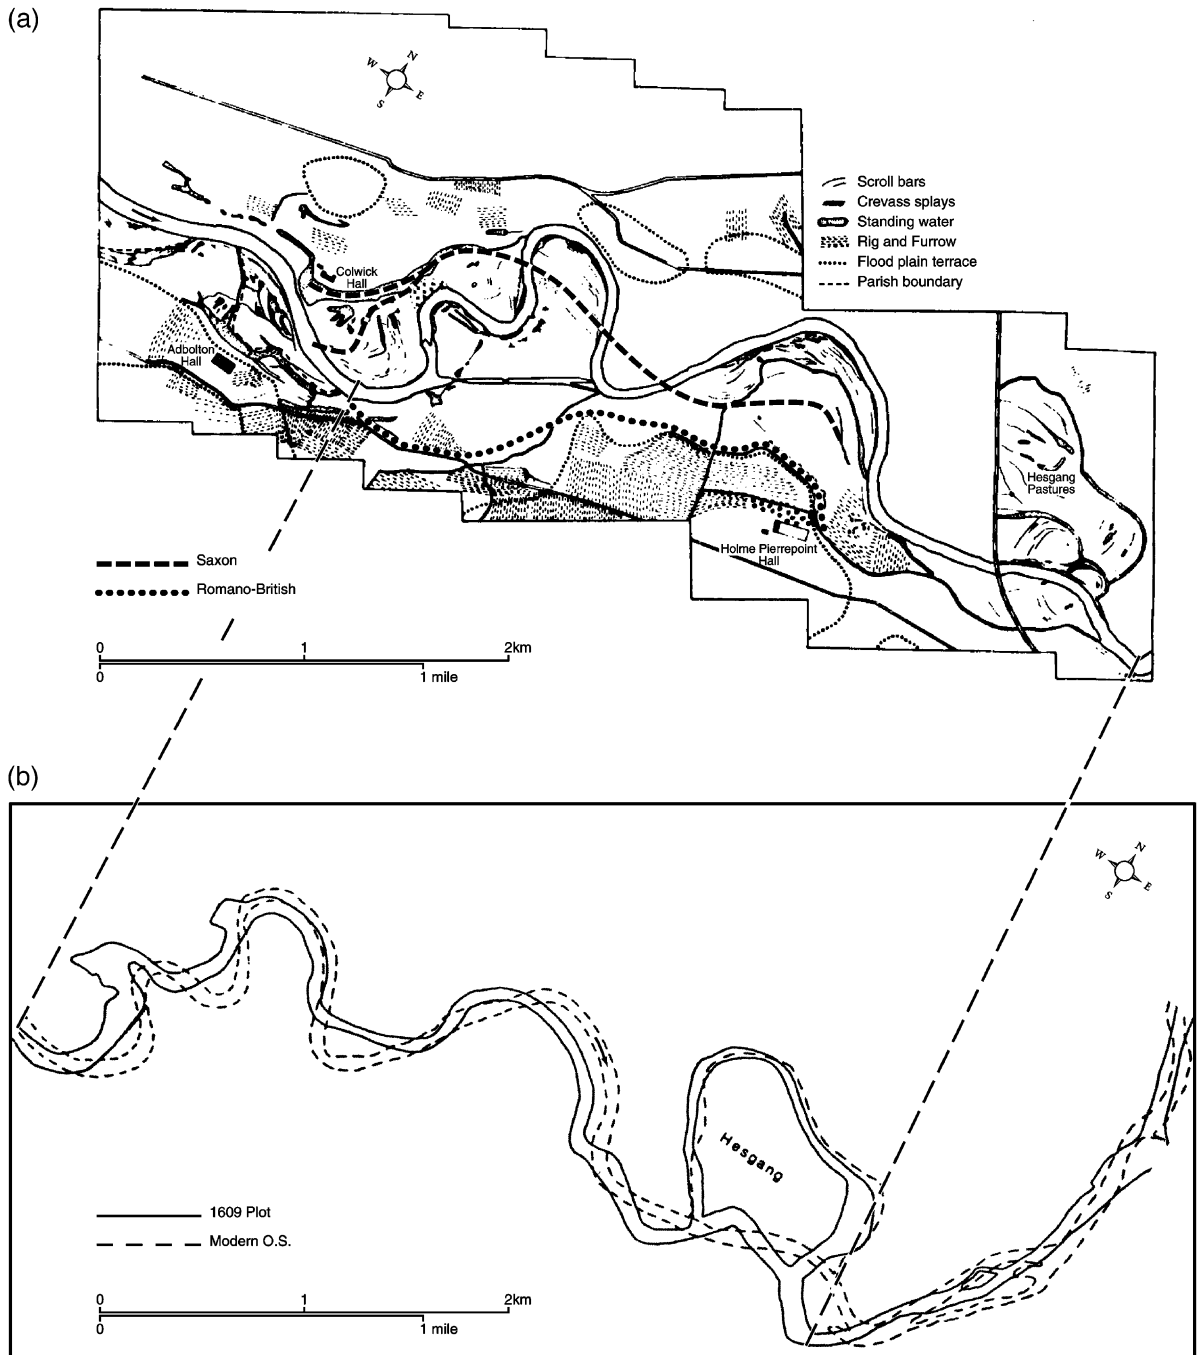 (a)
N
W
E
S
Scroll bars
Crevass splays
Standing water
Rig and Furrow
Flood plain terrace
Parish boundary
Colwick
Hall
Adbolton
Hall
Hesgang
Pastures
Holme Pierrepoint
Hall
Saxon
Romano-British
0 1 2km
0 1 mile
(b)
N
W
E
S
Hesgang
1609 Plot
Modern O.S.
0 1 2km
0 1 mile